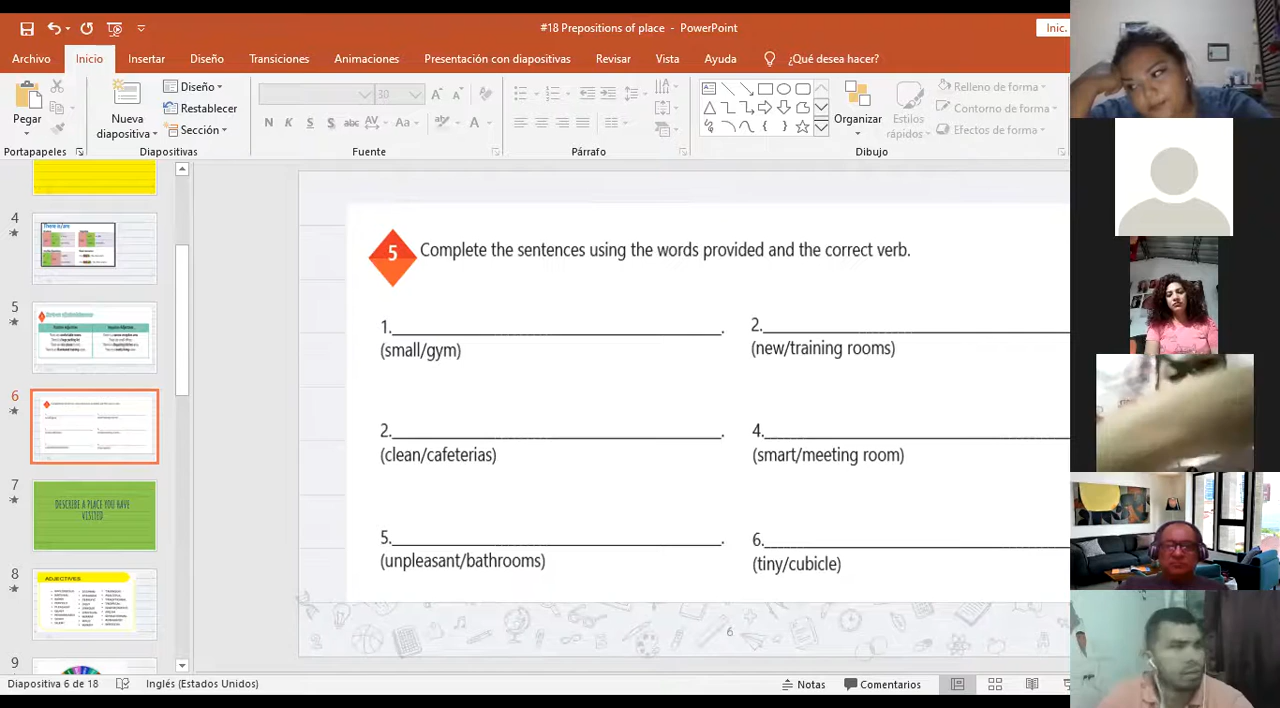 #18 Prepositions of place - PowerPoint
Inic.
Archivo Inicio Insertar Diseño Transiciones Animaciones Presentación con diapositivas Revisar Vista Ayuda ¿Qué desea hacer?
Pegar
Nueva diapositiva
Diseño
Restablecer
Sección
30
Organizar
Estilos rápidos
Relleno de forma
Contorno de forma
Efectos de forma
Portapapeles Diapositivas Fuente Párrafo Dibujo
4
There is/are
5
6
7
DESCRIBE A PLACE YOU HAVE
VISITED
8
ADJECTIVES
9
5 Complete the sentences using the words provided and the correct verb.
1.
(small/gym)
2.
(new/training rooms)
2.
(clean/cafeterias)
4.
(smart/meeting room)
5.
(unpleasant/bathrooms)
6.
(tiny/cubicle)
6
Diapositiva 6 de 18 Inglés (Estados Unidos) Notas Comentarios